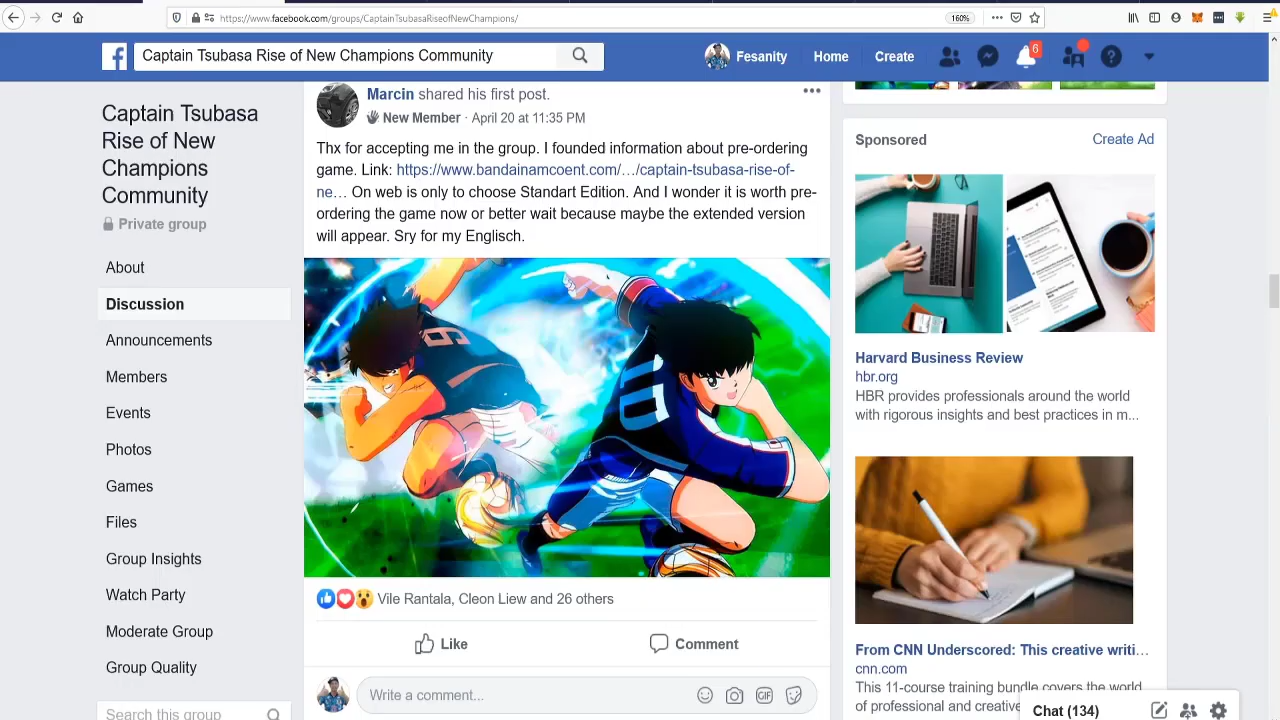 https://www.facebook.com/groups/CaptainTsubasaRiseofNewChampions/
160%
Captain Tsubasa Rise of New Champions Community
Fesanity
Home
Create
6
Captain Tsubasa
Rise of New
Champions
Community
Private group
About
Discussion
Announcements
Members
Events
Photos
Games
Files
Group Insights
Watch Party
Moderate Group
Group Quality
Search this group
Marcin shared his first post.
New Member · April 20 at 11:35 PM
Thx for accepting me in the group. I founded information about pre-ordering
game. Link: https://www.bandainamcoent.com/…/captain-tsubasa-rise-of-
ne… On web is only to choose Standart Edition. And I wonder it is worth pre-
ordering the game now or better wait because maybe the extended version
will appear. Sry for my Englisch.
10
Vile Rantala, Cleon Liew and 26 others
Like
Comment
Write a comment...
GIF
Sponsored
Create Ad
Harvard Business Review
hbr.org
HBR provides professionals around the world
with rigorous insights and best practices in m...
From CNN Underscored: This creative writi...
cnn.com
This 11-course training bundle covers the world
of professional and creative
Chat (134)